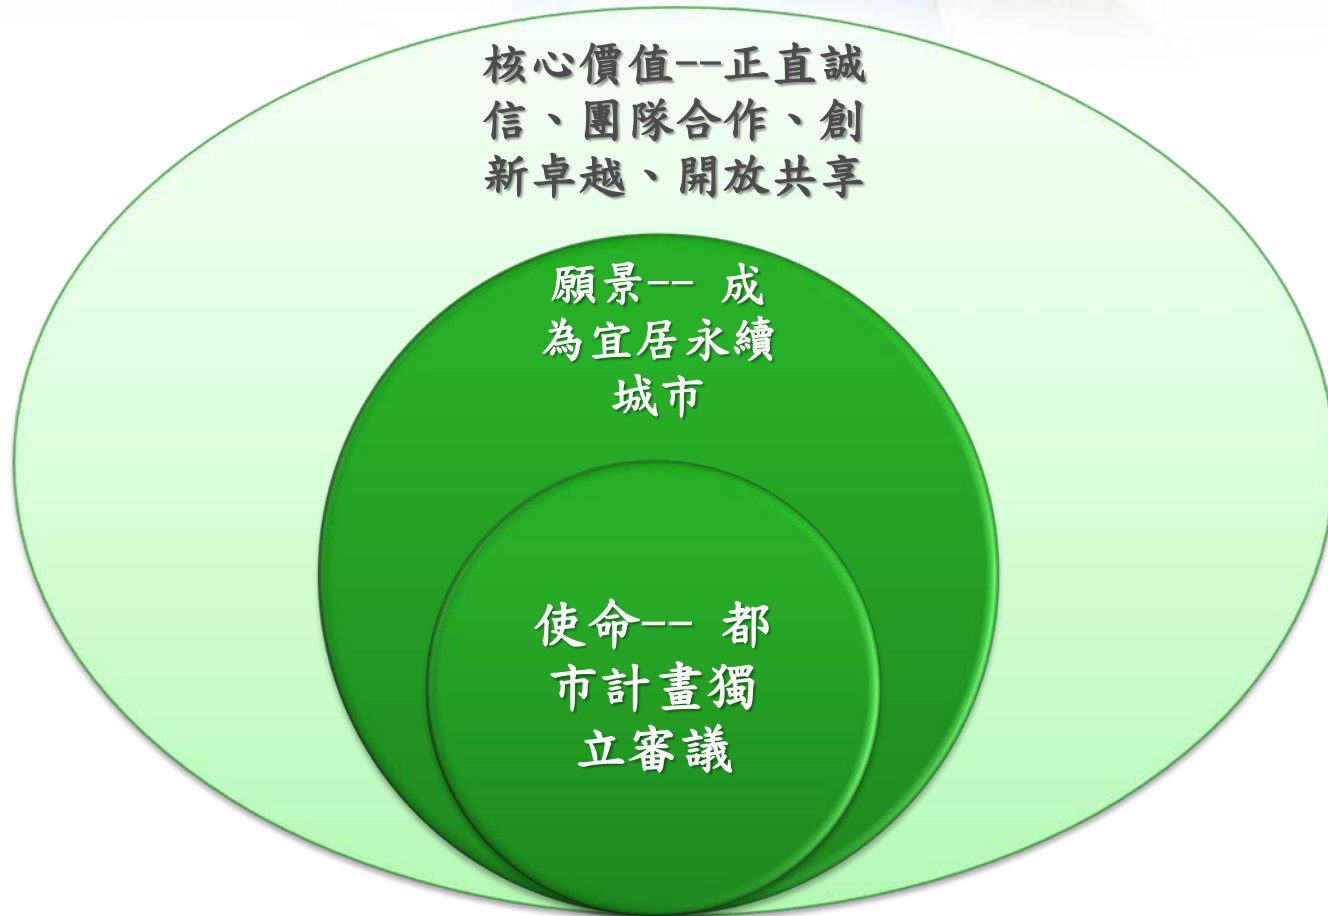 核心價值--正直誠
信、團隊合作、創
新卓越、開放共享
願景-- 成
為宜居永續
城市
使命-- 都
市計畫獨
立審議